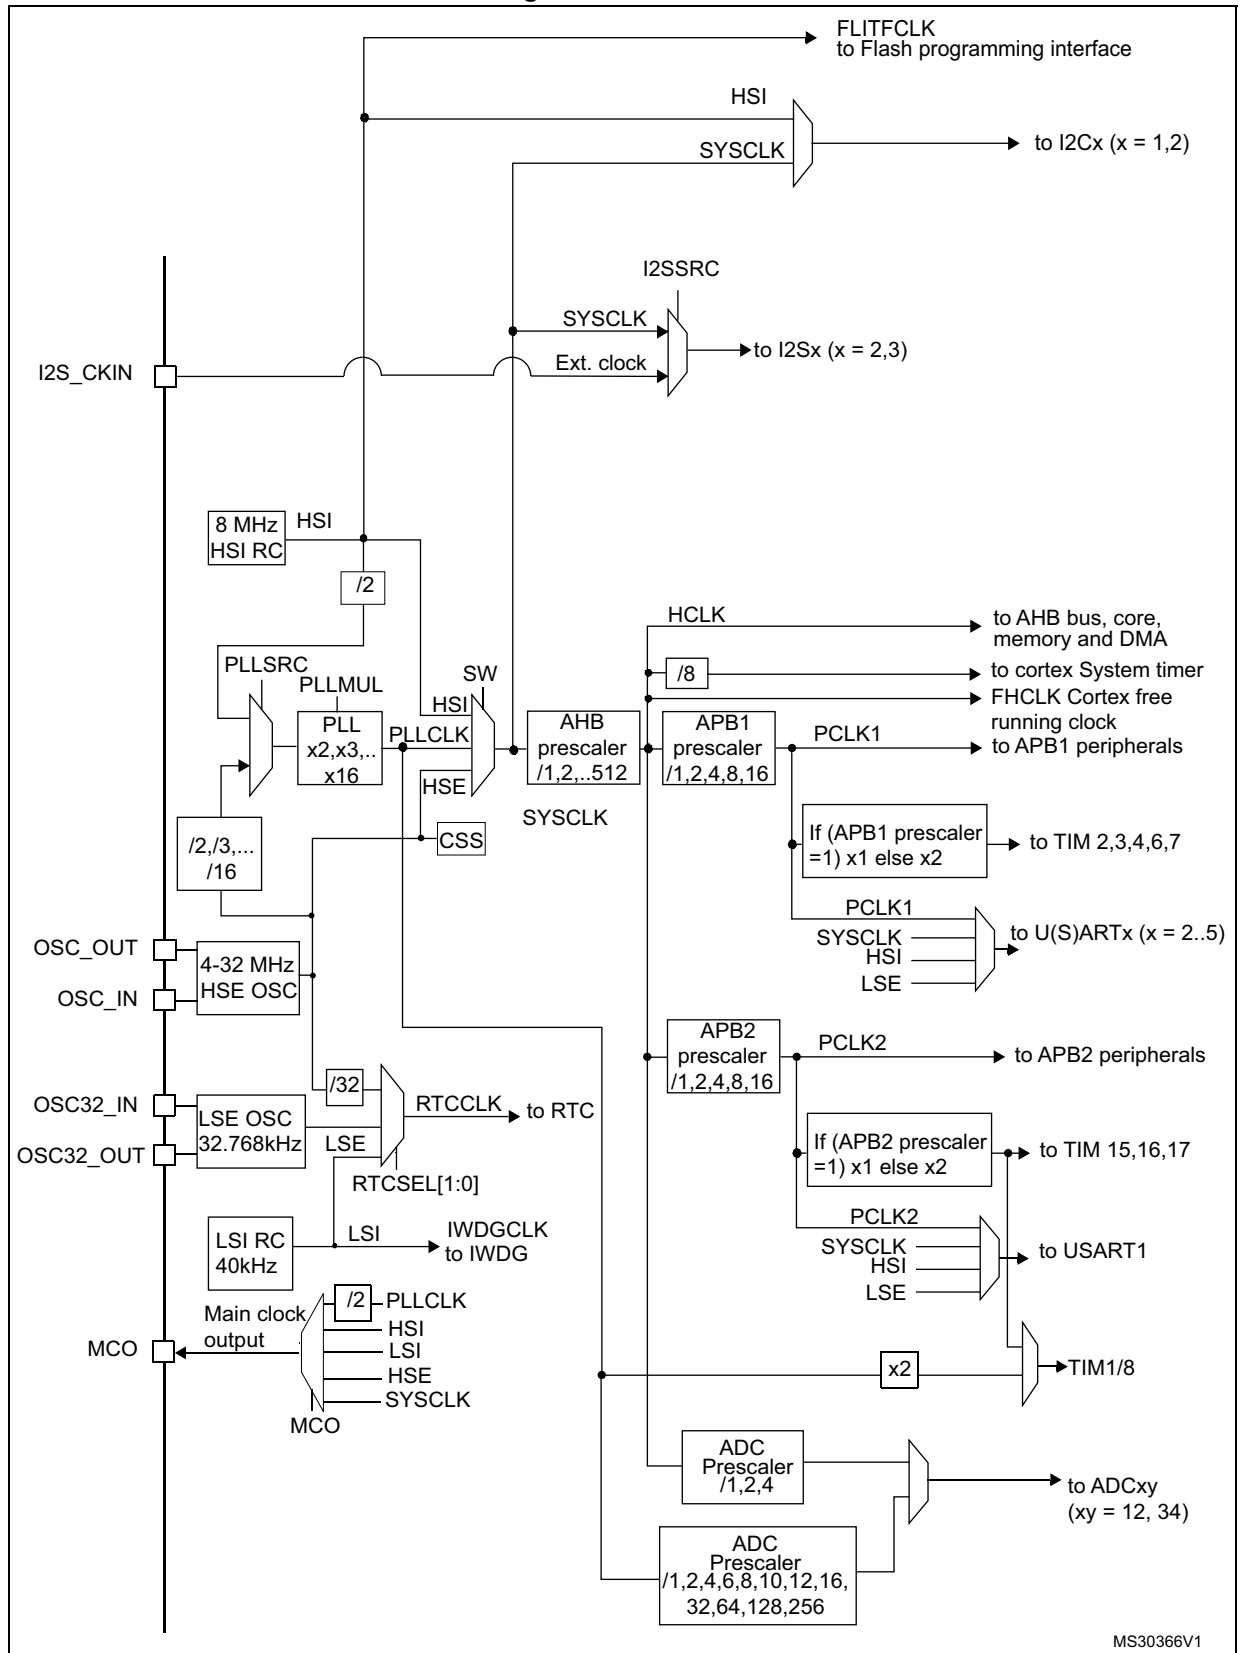 FLITFCLK
to Flash programming interface
HSI
SYSCLK
to I2Cx (x = 1,2)
I2SSRC
SYSCLK
to I2Sx (x = 2,3)
Ext. clock
I2S_CKIN
8 MHz
HSI RC
HSI
/2
HCLK
to AHB bus, core,
memory and DMA
/8
to cortex System timer
FHCLK Cortex free
running clock
PLLSRC
PLLMUL
SW
HSI
PLL
x2,x3,..
x16
PLLCLK
AHB
prescaler
/1,2,..512
APB1
prescaler
/1,2,4,8,16
PCLK1
to APB1 peripherals
HSE
SYSCLK
/2,/3,...
/16
CSS
If (APB1 prescaler
=1) x1 else x2
to TIM 2,3,4,6,7
PCLK1
SYSCLK
HSI
LSE
to U(S)ARTx (x = 2..5)
OSC_OUT
OSC_IN
4-32 MHz
HSE OSC
APB2
prescaler
/1,2,4,8,16
PCLK2
to APB2 peripherals
/32
RTCCLK
to RTC
OSC32_IN
OSC32_OUT
LSE OSC
32.768kHz
LSE
RTCSEL[1:0]
If (APB2 prescaler
=1) x1 else x2
to TIM 15,16,17
PCLK2
SYSCLK
HSI
LSE
to USART1
LSI RC
40kHz
LSI
IWDGCLK
to IWDG
/2
PLLCLK
HSI
LSI
HSE
SYSCLK
Main clock
output
MCO
MCO
x2
TIM1/8
ADC
Prescaler
/1,2,4
to ADCxy
(xy = 12, 34)
ADC
Prescaler
/1,2,4,6,8,10,12,16,
32,64,128,256
MS30366V1